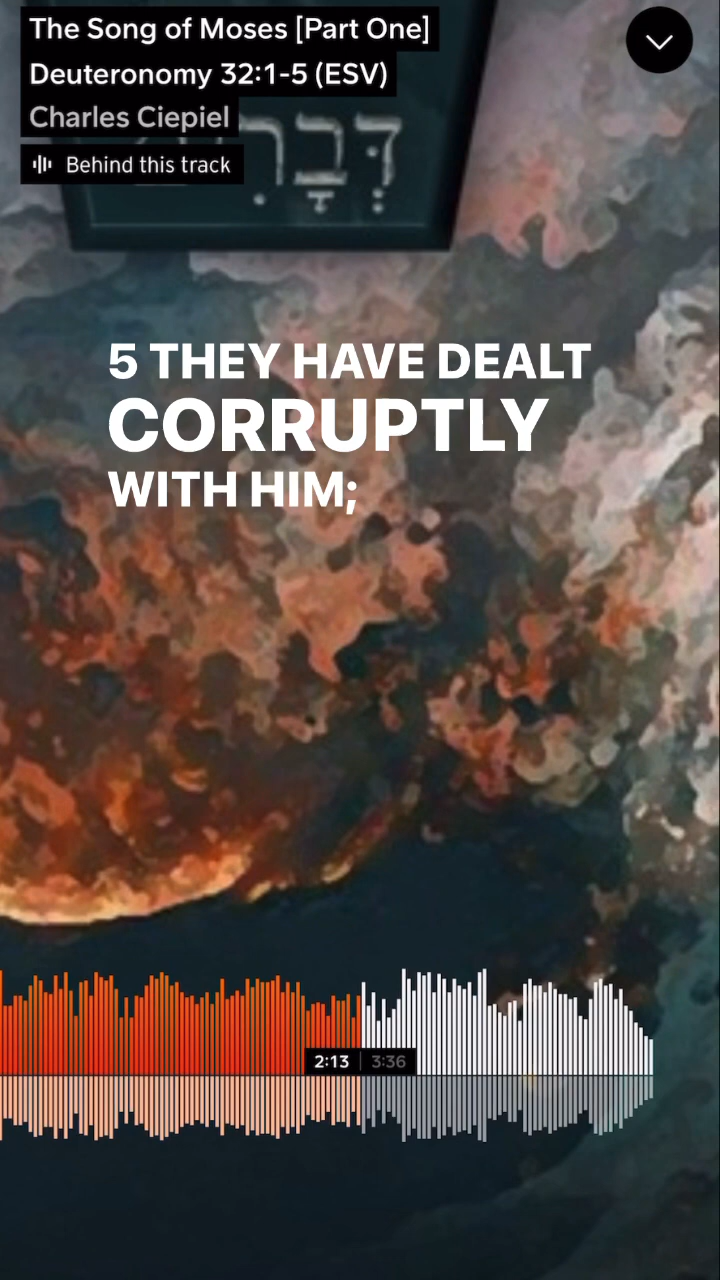 The Song of Moses [Part One]
Deuteronomy 32:1-5 (ESV)
Charles Ciepiel
Behind this track
דְּבָרִים
5 THEY HAVE DEALT
CORRUPTLY
WITH HIM;
2:13 3:36